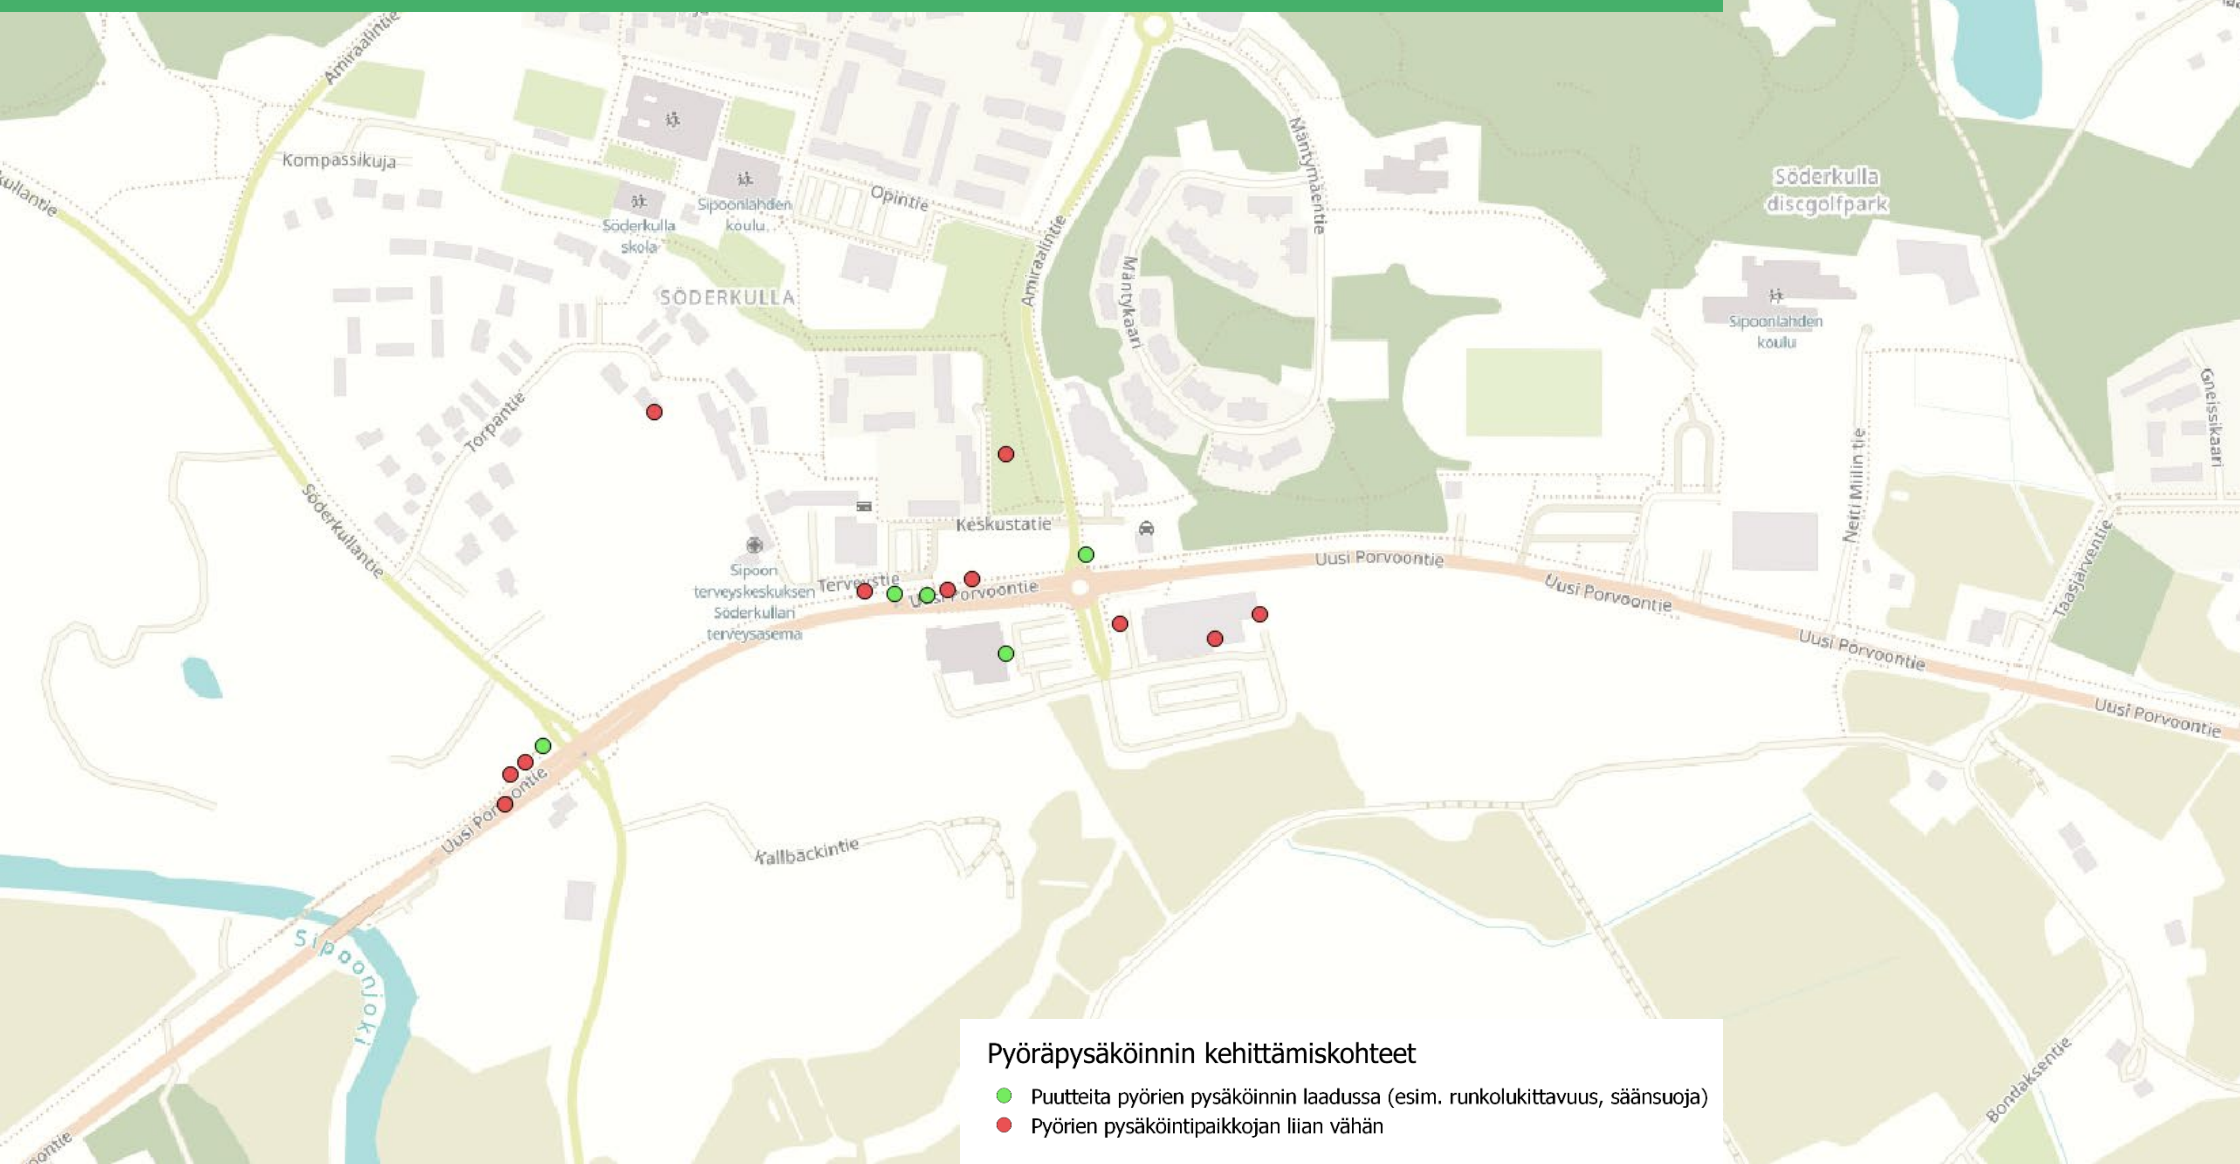 Amiraalintie
Kompassikuja
kullantie
Söderkulla
skola
Sipoonlahden
koulu
Opintie
Amiraalintie
Mäntymäentie
Mäntykaari
Söderkulla
discgolfpark
Sipoonlahden
koulu
SÖDERKULLA
Torpantie
Söderkullantie
Gneissikaari
Neiti Miilin tie
Taasjärventie
Keskustatie
Sipoon
terveyskeskuksen
Söderkullan
terveysasema
Terveystie
Uusi Porvoontie
Uusi Porvoontie
Uusi Porvoontie
Uusi Porvoontie
Uusi Porvoontie
Uusi Porvoontie
Kallbäckintie
Sipoonjoki
Bondaksentie
oontie
Pyöräpysäköinnin kehittämiskohteet
Puutteita pyörien pysäköinnin laadussa (esim. runkolukittavuus, säänsuoja)
Pyörien pysäköintipaikkojan liian vähän